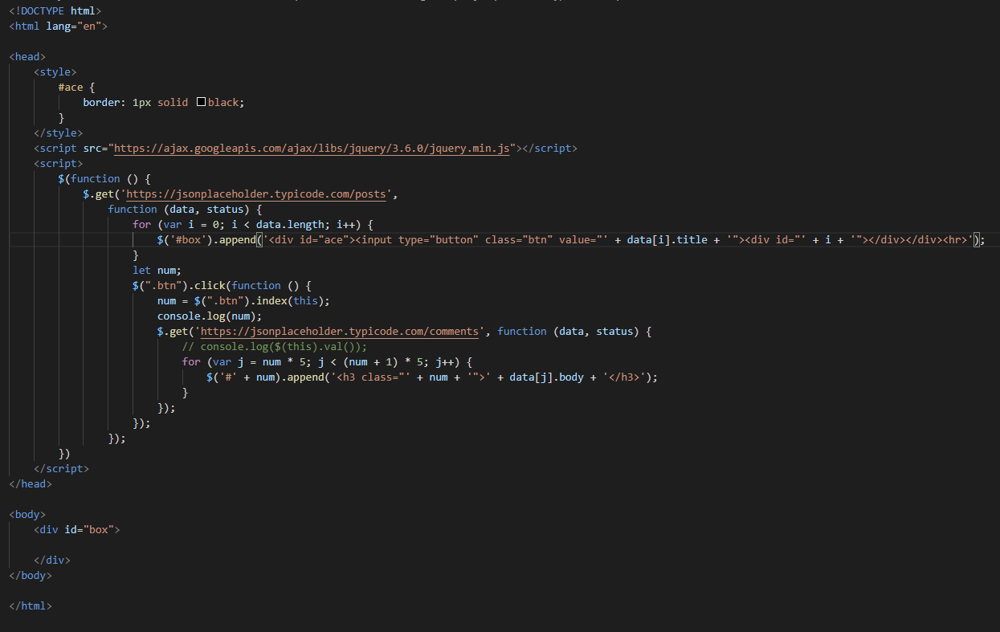 <!DOCTYPE html>
<html lang="en">
<head>
<style>
#ace {
border: 1px solid black;
}
</style>
<script src="https://ajax.googleapis.com/ajax/libs/jquery/3.6.0/jquery.min.js"></script>
<script>
$(function () {
$.get('https://jsonplaceholder.typicode.com/posts',
function (data, status) {
for (var i = 0; i < data.length; i++) {
$('#box').append('<div id="ace"><input type="button" class="btn" value="' + data[i].title + '"><div id="' + i + '"></div></div><hr>');
}
let num;
$(".btn").click(function () {
num = $(".btn").index(this);
console.log(num);
$.get('https://jsonplaceholder.typicode.com/comments', function (data, status) {
// console.log($(this).val());
for (var j = num * 5; j < (num + 1) * 5; j++) {
$('#' + num).append('<h3 class="' + num + '">' + data[j].body + '</h3>');
}
});
});
});
})
</script>
</head>
<body>
<div id="box">
</div>
</body>
</html>